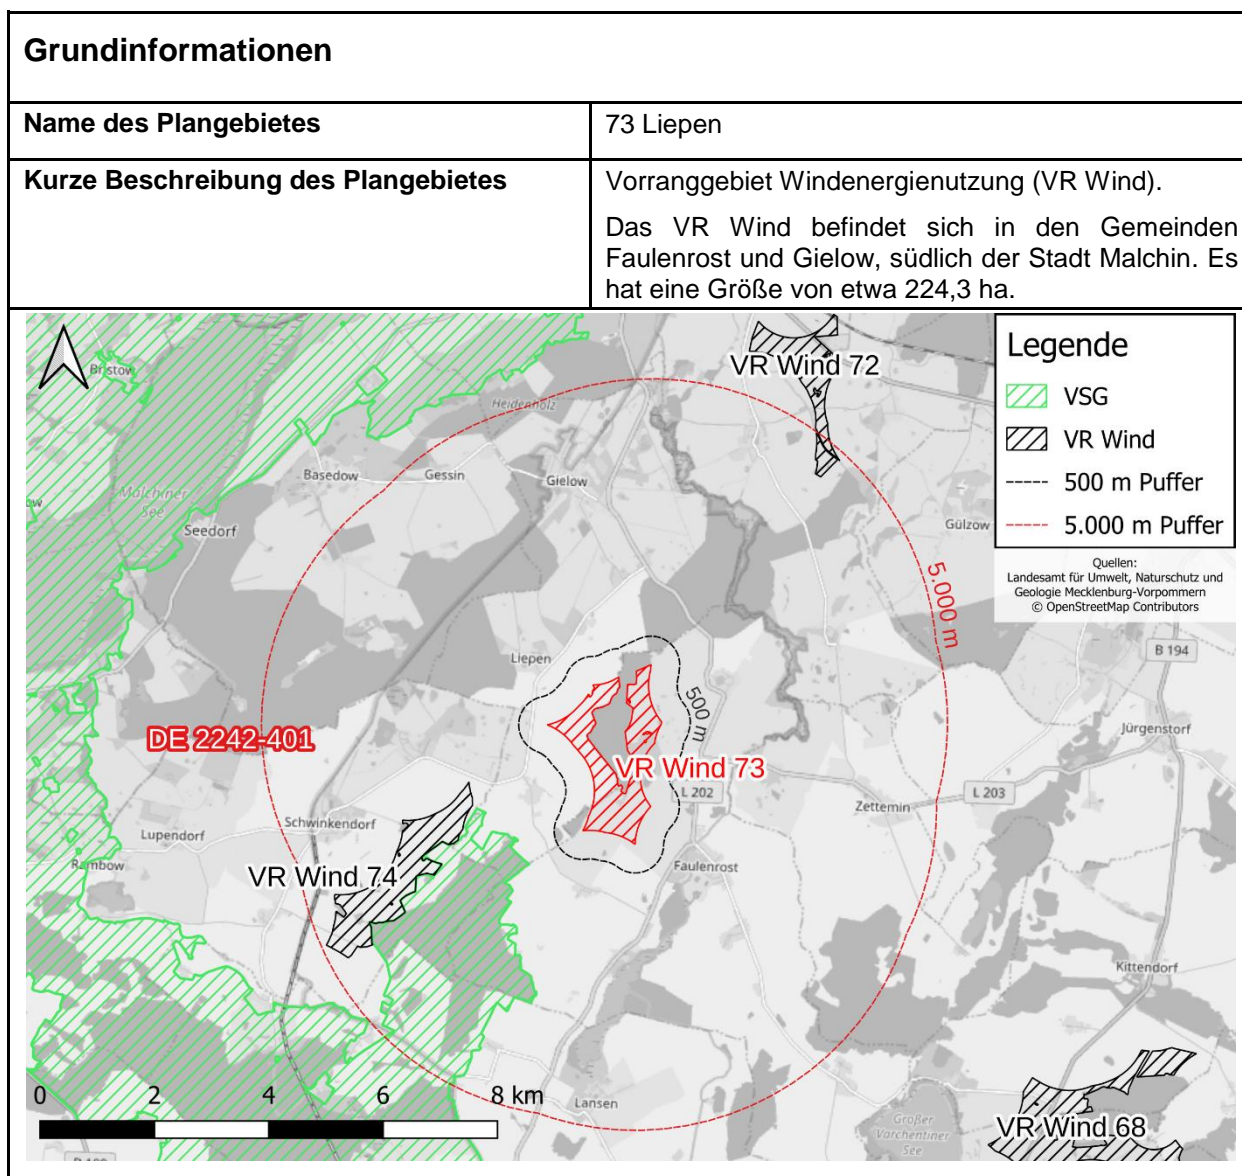 Grundinformationen
Name des Plangebietes
73 Liepen
Kurze Beschreibung des Plangebietes
Vorranggebiet Windenergienutzung (VR Wind).
Das VR Wind befindet sich in den Gemeinden
Faulenrost und Gielow, südlich der Stadt Malchin. Es
hat eine Größe von etwa 224,3 ha.
Legende
VSG
VR Wind
500 m Puffer
5.000 m Puffer
Quellen:
Landesamt für Umwelt, Naturschutz und
Geologie Mecklenburg-Vorpommern
© OpenStreetMap Contributors
VR Wind 72
Bristow
Heidenholz
Basedow
Gessin
Gielow
Malchiner
See
Seedorf
Gülzow
5.000 m
B 194
Liepen
500 m
DE 2242-401
Jürgenstorf
VR Wind 73
L 202
L 203
Zettemin
Schwinkendorf
Lupendorf
Rambow
VR Wind 74
Faulenrost
Kittendorf
0 2 4 6 8 km
Lansen
Großer
Varchentiner
See
VR Wind 68